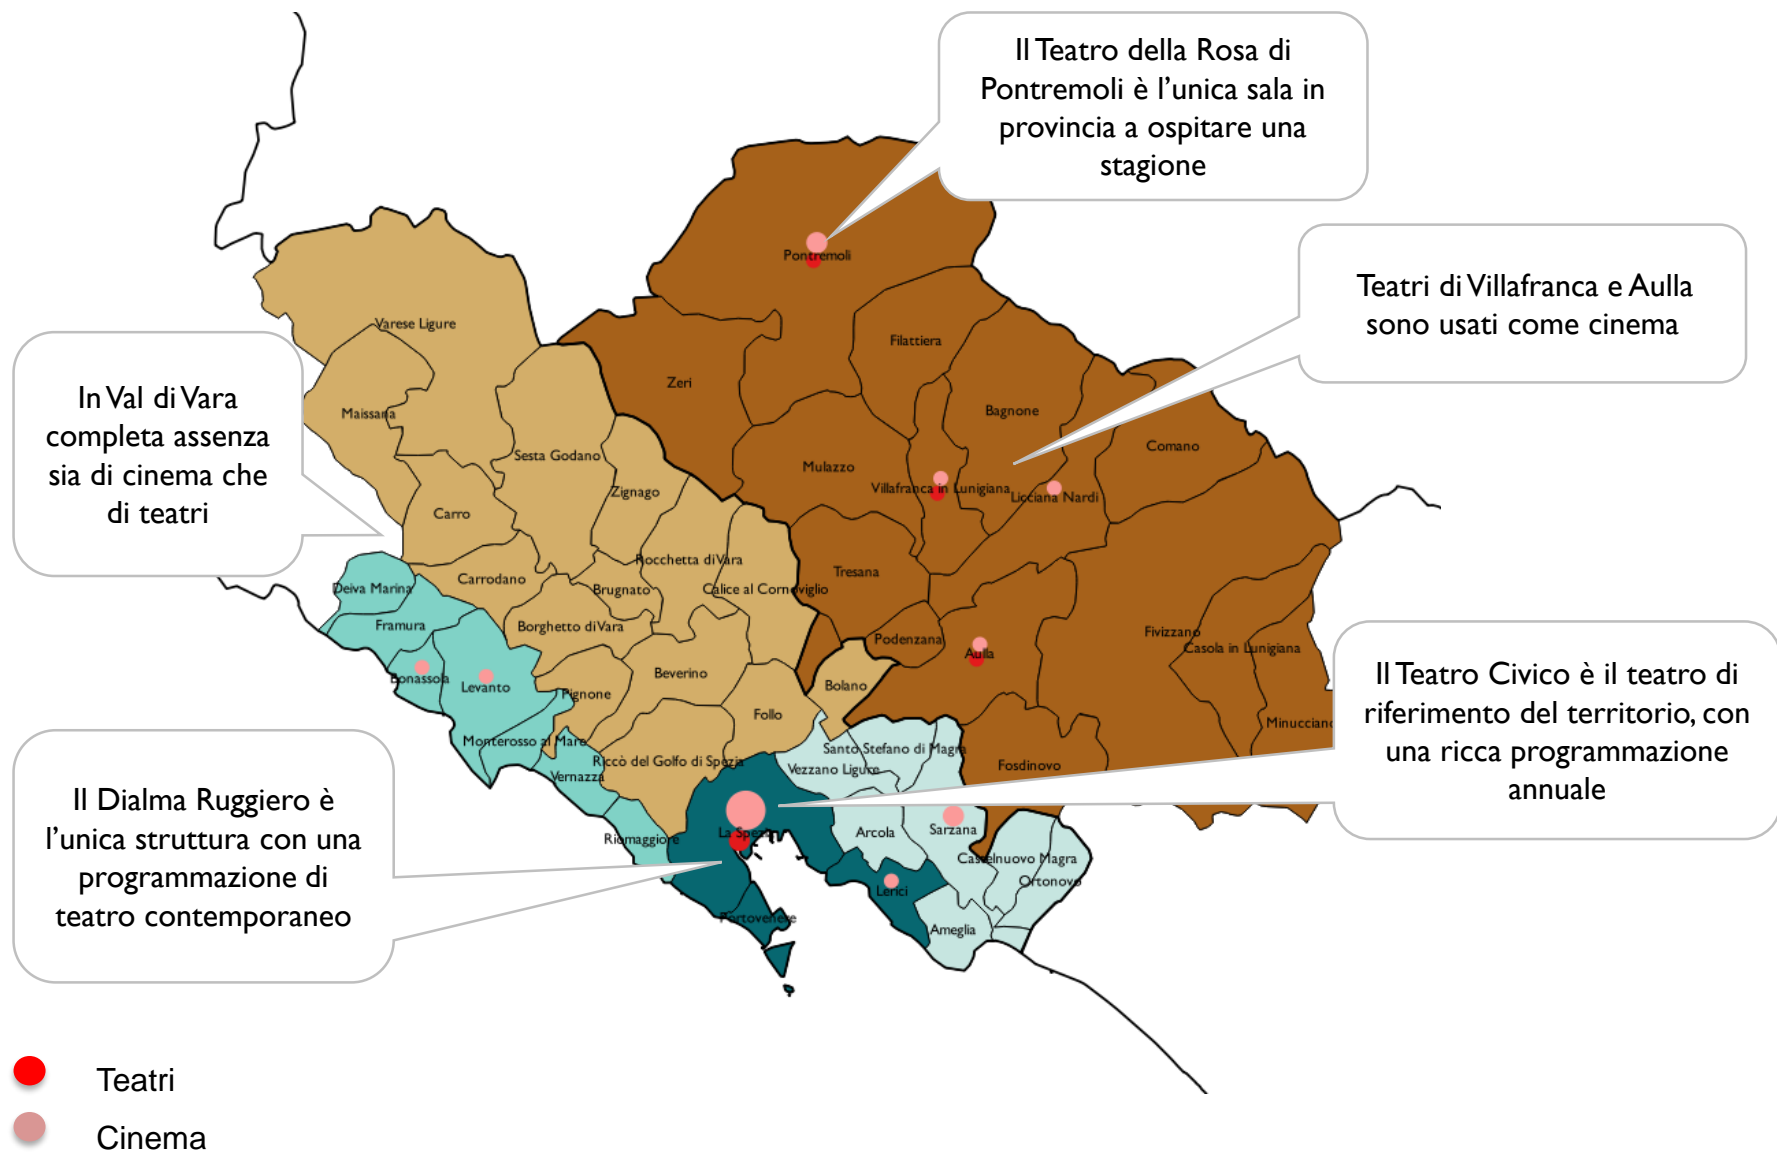 Il Teatro della Rosa di
Pontremoli è l’unica sala in
provincia a ospitare una
stagione
Teatri di Villafranca e Aulla
sono usati come cinema
In Val di Vara
completa assenza
sia di cinema che
di teatri
Il Teatro Civico è il teatro di
riferimento del territorio, con
una ricca programmazione
annuale
Il Dialma Ruggiero è
l’unica struttura con una
programmazione di
teatro contemporaneo
Pontremoli
Varese Ligure
Filattiera
Zeri
Maissana
Bagnone
Comano
Sesta Godano
Mulazzo
Zignago
Villafranca in Lunigiana
Licciana Nardi
Carro
Rocchetta di Vara
Tresana
Carrodano
Deiva Marina
Brugnato
Calice al Cornoviglio
Framura
Borghetto di Vara
Podenzana
Fivizzano
Casola in Lunigiana
Aulla
Bonassola
Levanto
Beverino
Pignone
Bolano
Follo
Minucciano
Monterosso al Mare
Santo Stefano di Magra
Vernazza
Riccò del Golfo di Spezia
Vezzano Ligure
Fosdinovo
Riomaggiore
La Spezia
Arcola
Sarzana
Castelnuovo Magra
Ortonovo
Lerici
Portovenere
Ameglia
Teatri
Cinema